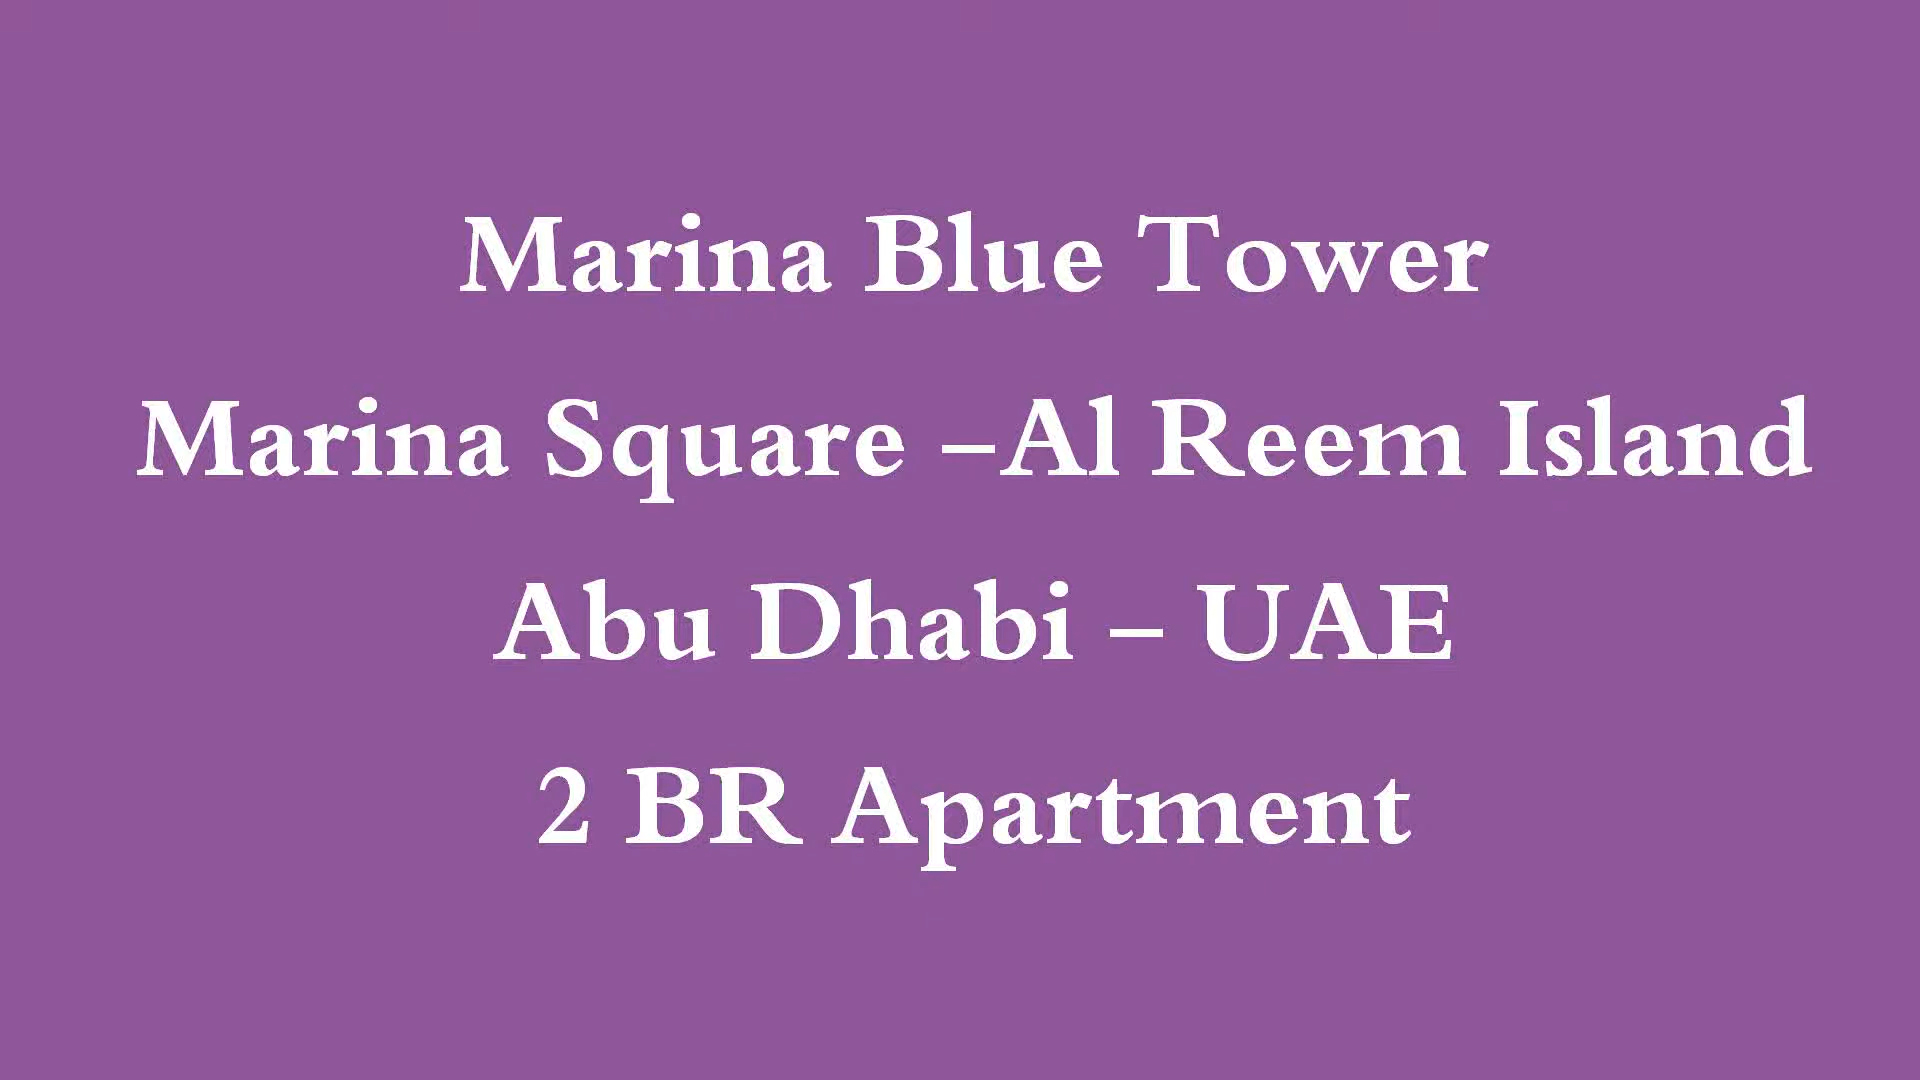 Marina Blue Tower
Marina Square –Al Reem Island
Abu Dhabi – UAE
2 BR Apartment